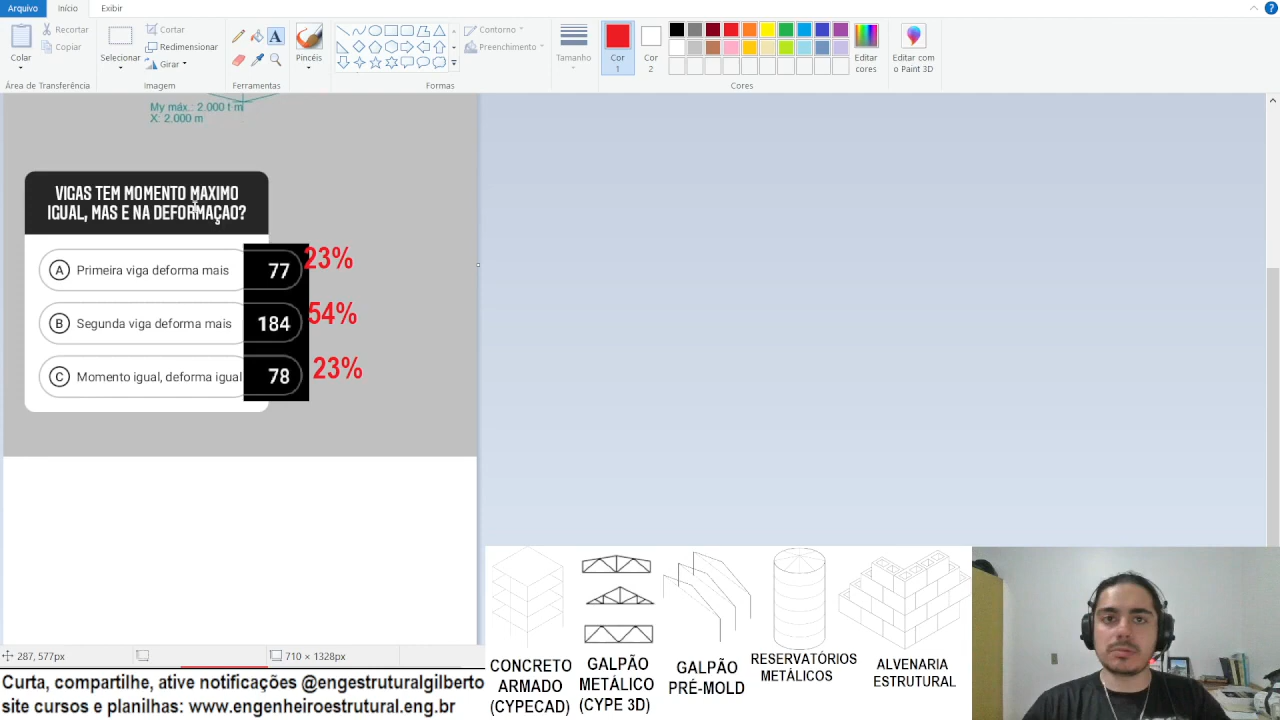 Arquivo
Início
Exibir
Colar
Recortar
Copiar
Área de Transferência
Selecionar
Cortar
Redimensionar
Girar
Imagem
Ferramentas
A
Pincéis
Contorno
Preenchimento
Formas
Tamanho
Cor
1
Cor
2
Editar
cores
Editar com
o Paint 3D
Cores
My máx.: 2.000 t m
X: 2.000 m
VIGAS TEM MOMENTO MAXIMO
IGUAL, MAS E NA DEFORMAÇAO?
A Primeira viga deforma mais 77 23%
B Segunda viga deforma mais 184 54%
C Momento igual, deforma igual 78 23%
287, 577px
710 × 1328px
Curta, compartilhe, ative notificações @engestruturalgilberto
site cursos e planilhas: www.engenheiroestrutural.eng.br
CONCRETO
ARMADO
(CYPECAD)
GALPÃO
METÁLICO
(CYPE 3D)
GALPÃO
PRÉ-MOLD
RESERVATÓRIOS
METÁLICOS
ALVENARIA
ESTRUTURAL